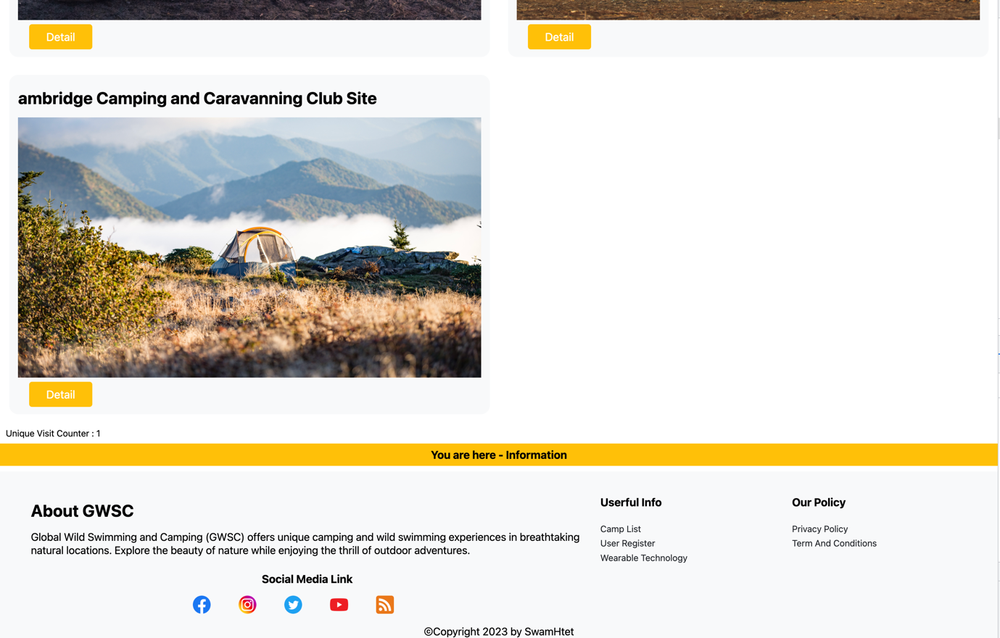 Detail
Detail
ambridge Camping and Caravanning Club Site
Detail
Unique Visit Counter : 1
You are here - Information
About GWSC
Global Wild Swimming and Camping (GWSC) offers unique camping and wild swimming experiences in breathtaking
natural locations. Explore the beauty of nature while enjoying the thrill of outdoor adventures.
Social Media Link
Userful Info
Camp List
User Register
Wearable Technology
Our Policy
Privacy Policy
Term And Conditions
©Copyright 2023 by SwamHtet